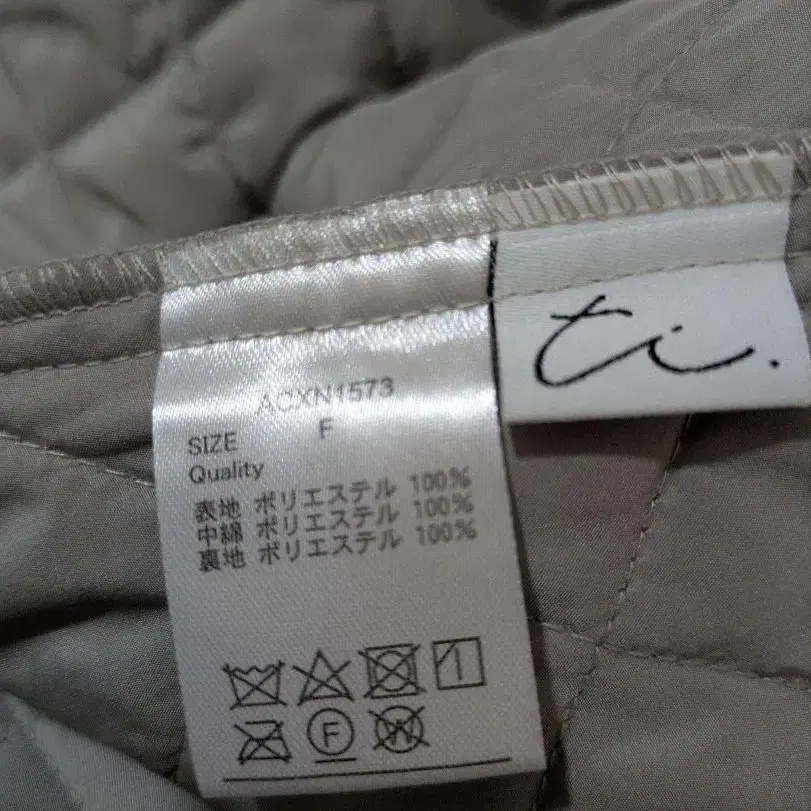 ACXN1573
SIZE F
Quality
表地 ポリエステル 100%
中綿 ポリエステル 100%
裏地 ポリエステル 100%
F
W
ti.